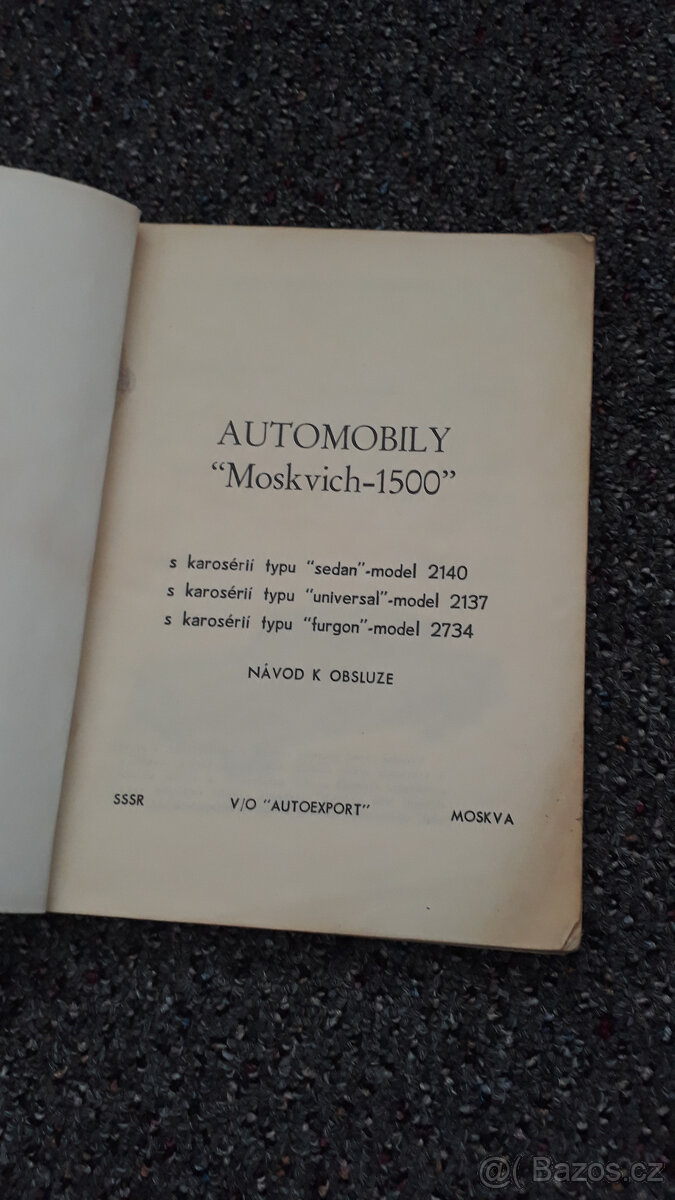 AUTOMOBILY
“Moskvich-1500”
s karosérií typu "sedan"-model 2140
s karosérií typu "universal"-model 2137
s karosérií typu "furgon"-model 2734
NÁVOD K OBSLUZE
SSSR V/O "AUTOEXPORT" MOSKVA
@( Bazos.cz